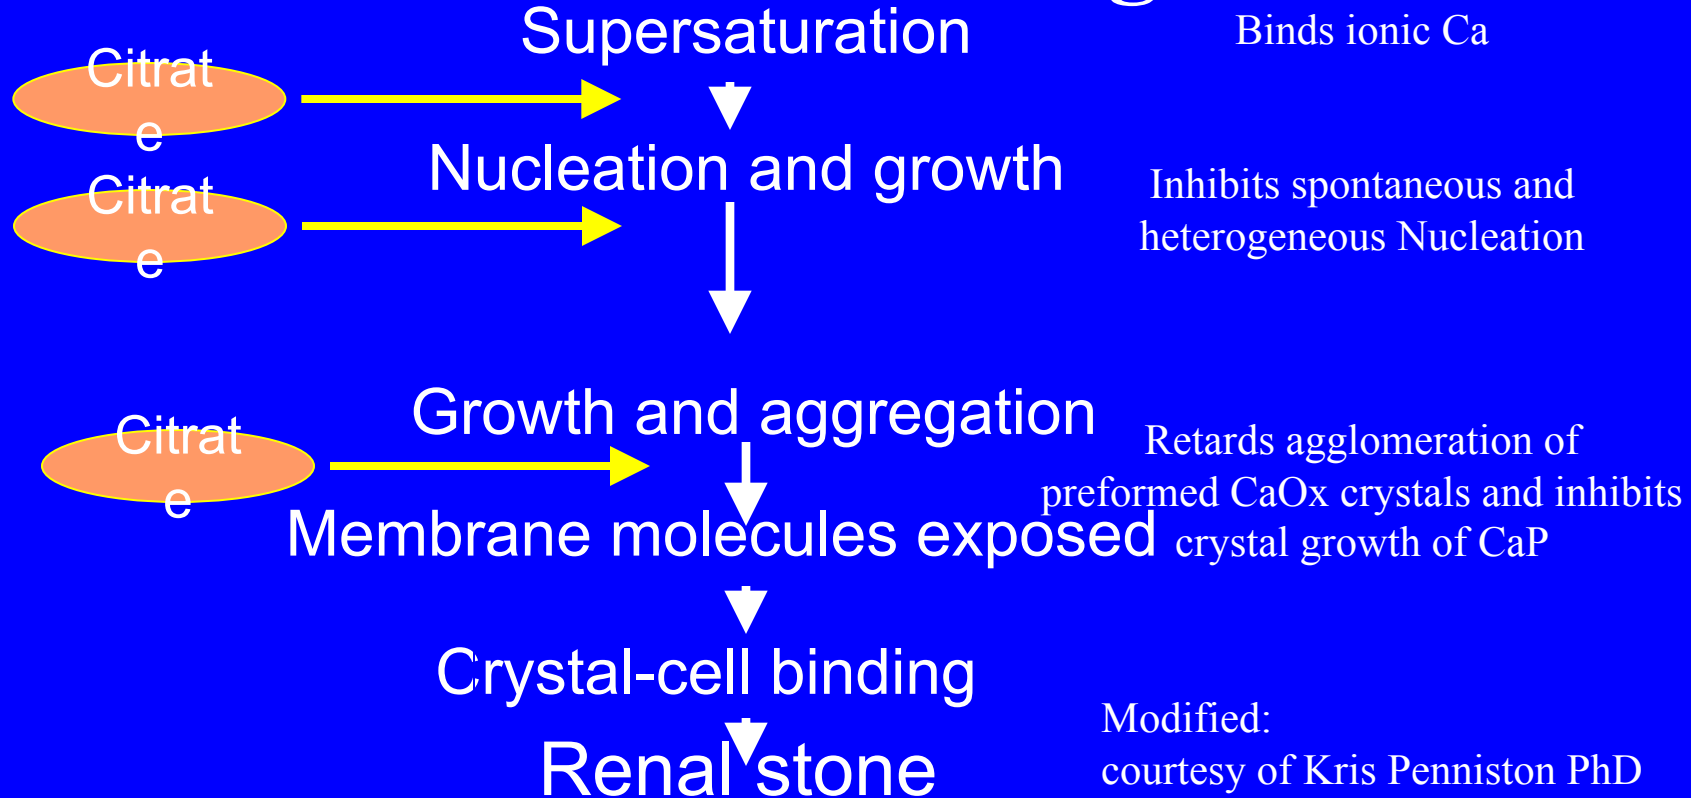 Supersaturation
Binds ionic Ca
Citrat
e
Nucleation and growth
Inhibits spontaneous and
heterogeneous Nucleation
Citrat
e
Growth and aggregation
Retards agglomeration of
preformed CaOx crystals and inhibits
crystal growth of CaP
Citrat
e
Membrane molecules exposed
Crystal-cell binding
Renal stone
Modified:
courtesy of Kris Penniston PhD